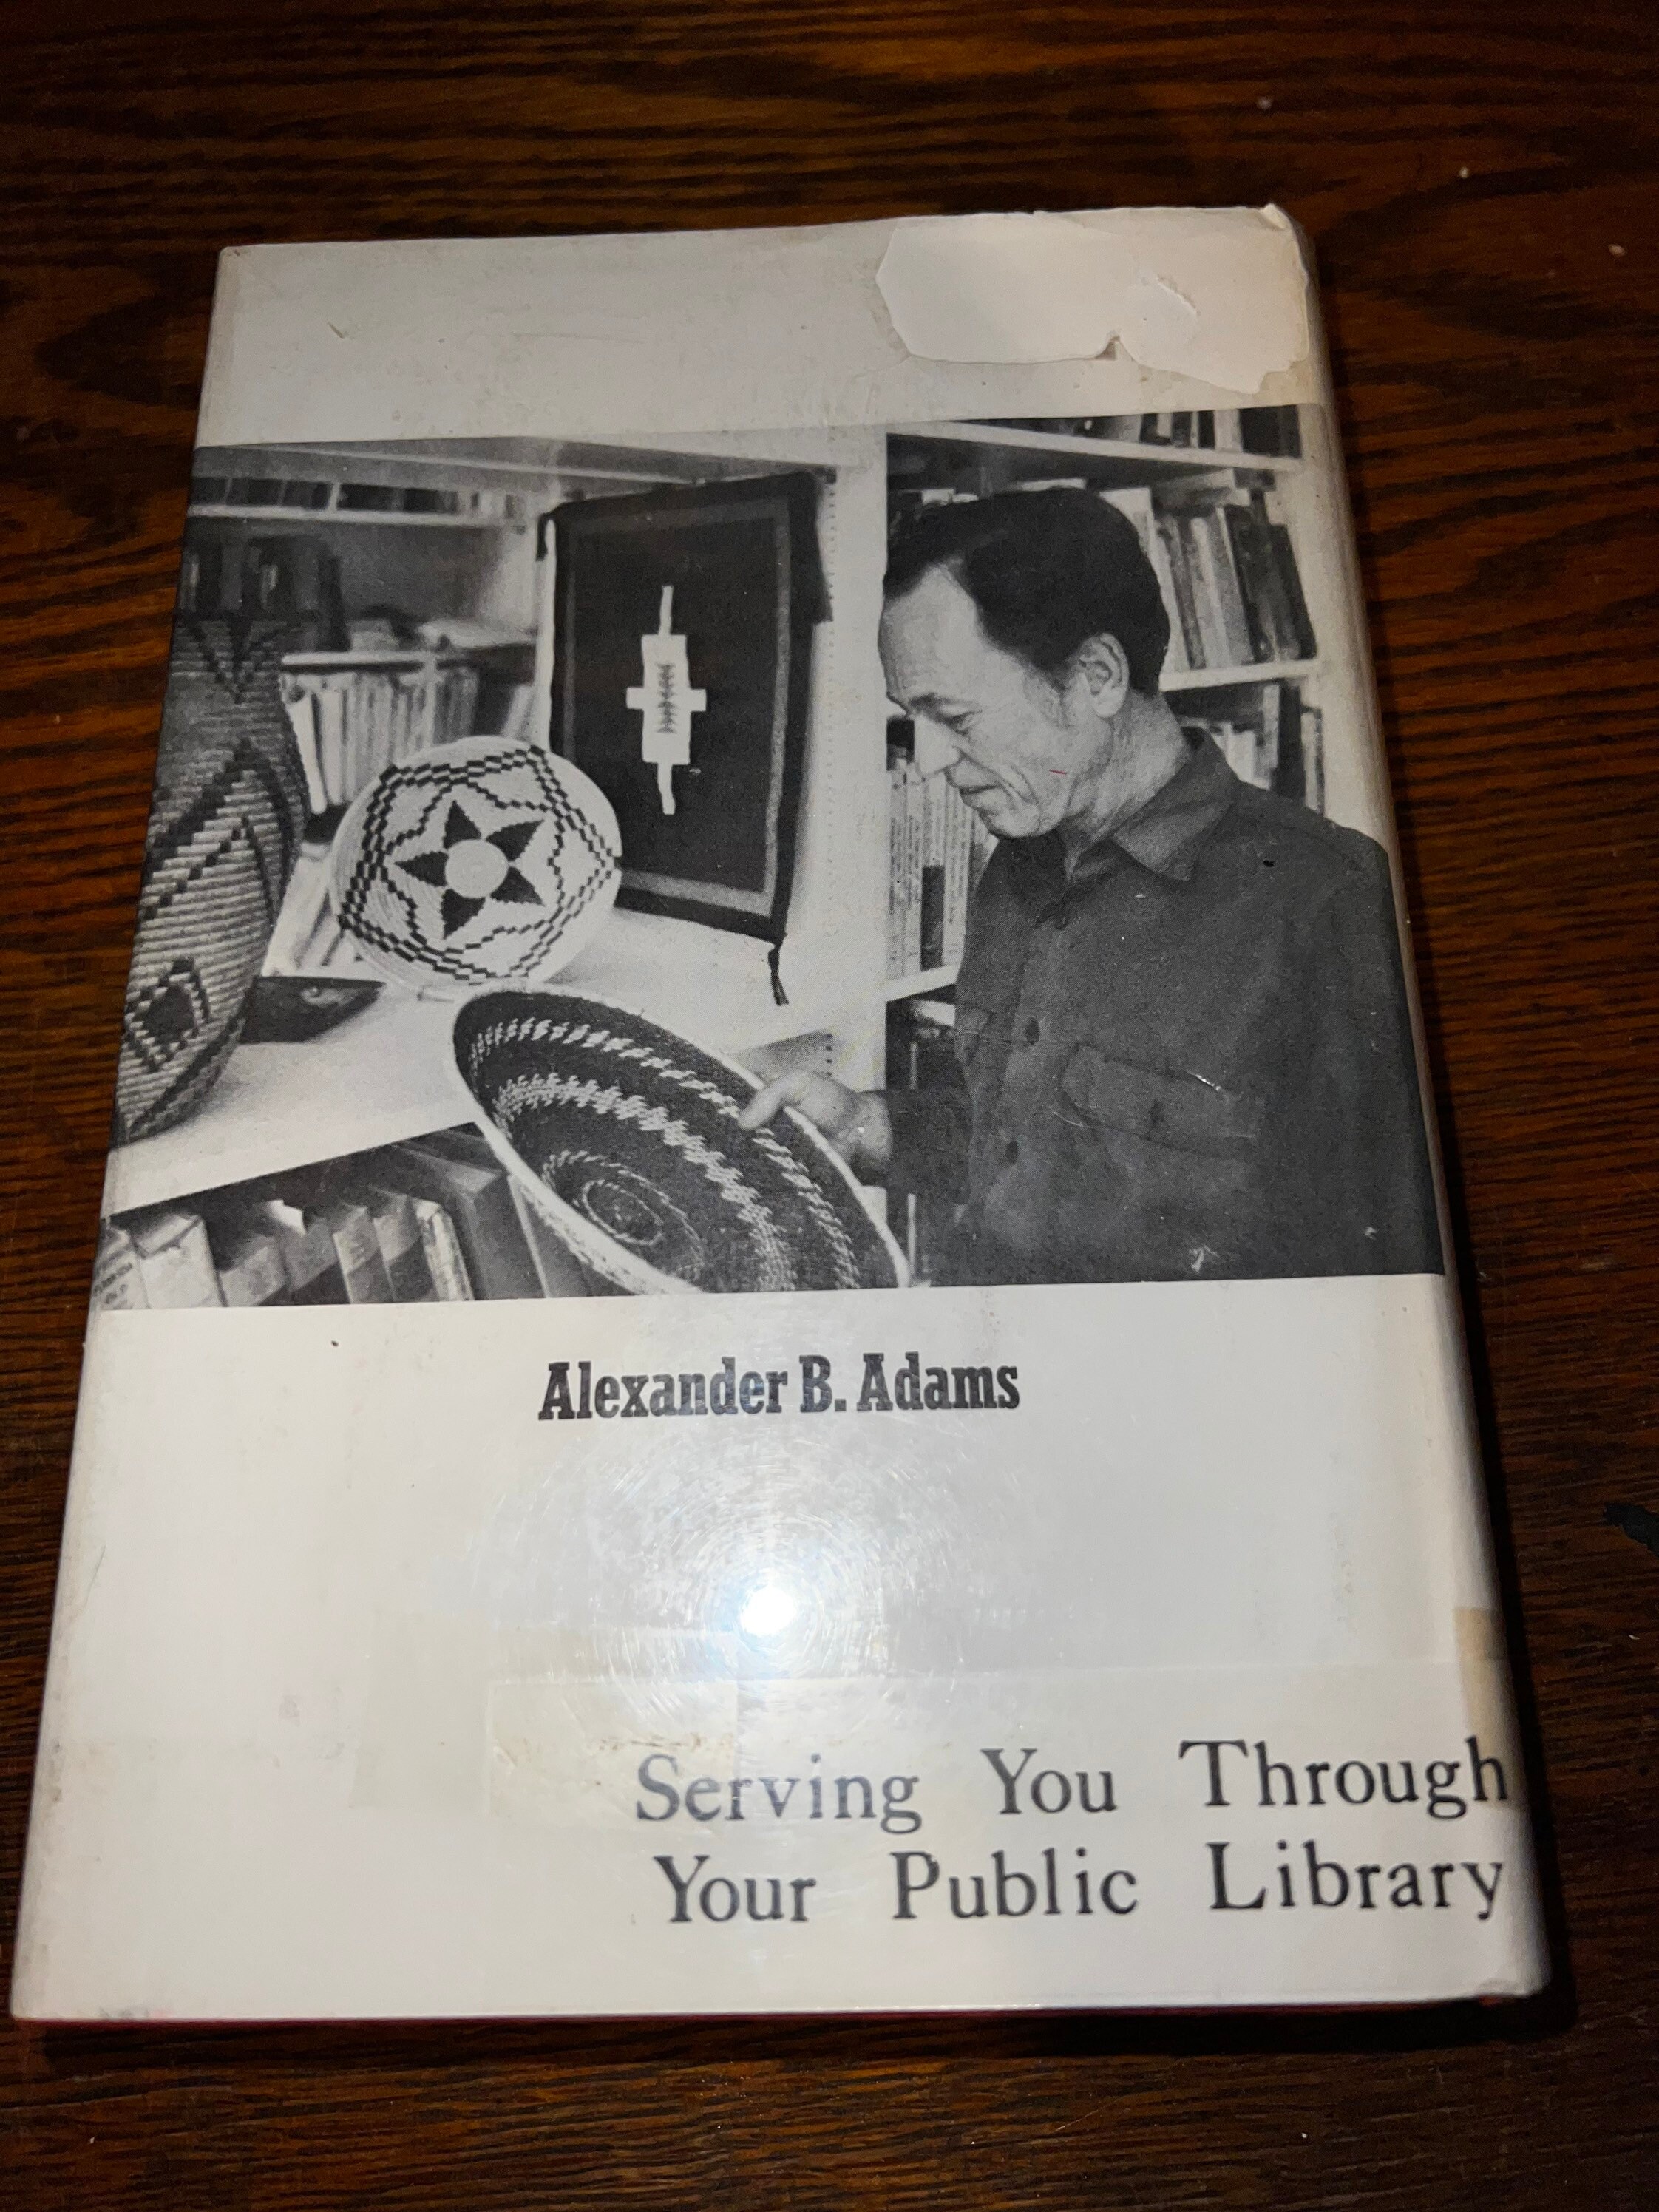 Alexander B. Adams
Serving You Through
Your Public Library